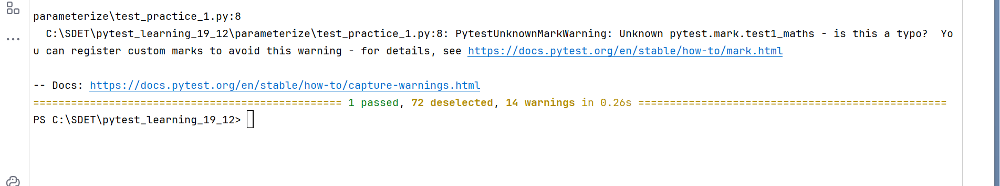 parameterize\test_practice_1.py:8
  C:\SDET\pytest_learning_19_12\parameterize\test_practice_1.py:8: PytestUnknownMarkWarning: Unknown pytest.mark.test1_maths - is this a typo?  Yo
u can register custom marks to avoid this warning - for details, see https://docs.pytest.org/en/stable/how-to/mark.html
-- Docs: https://docs.pytest.org/en/stable/how-to/capture-warnings.html
================================================= 1 passed, 72 deselected, 14 warnings in 0.26s =================================================
PS C:\SDET\pytest_learning_19_12>